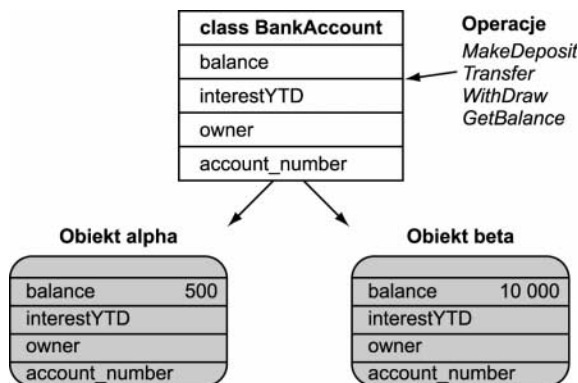 class BankAccount
balance
interestYTD
owner
account_number
Operacje
MakeDeposit
Transfer
WithDraw
GetBalance
Obiekt alpha
balance 500
interestYTD
owner
account_number
Obiekt beta
balance 10 000
interestYTD
owner
account_number